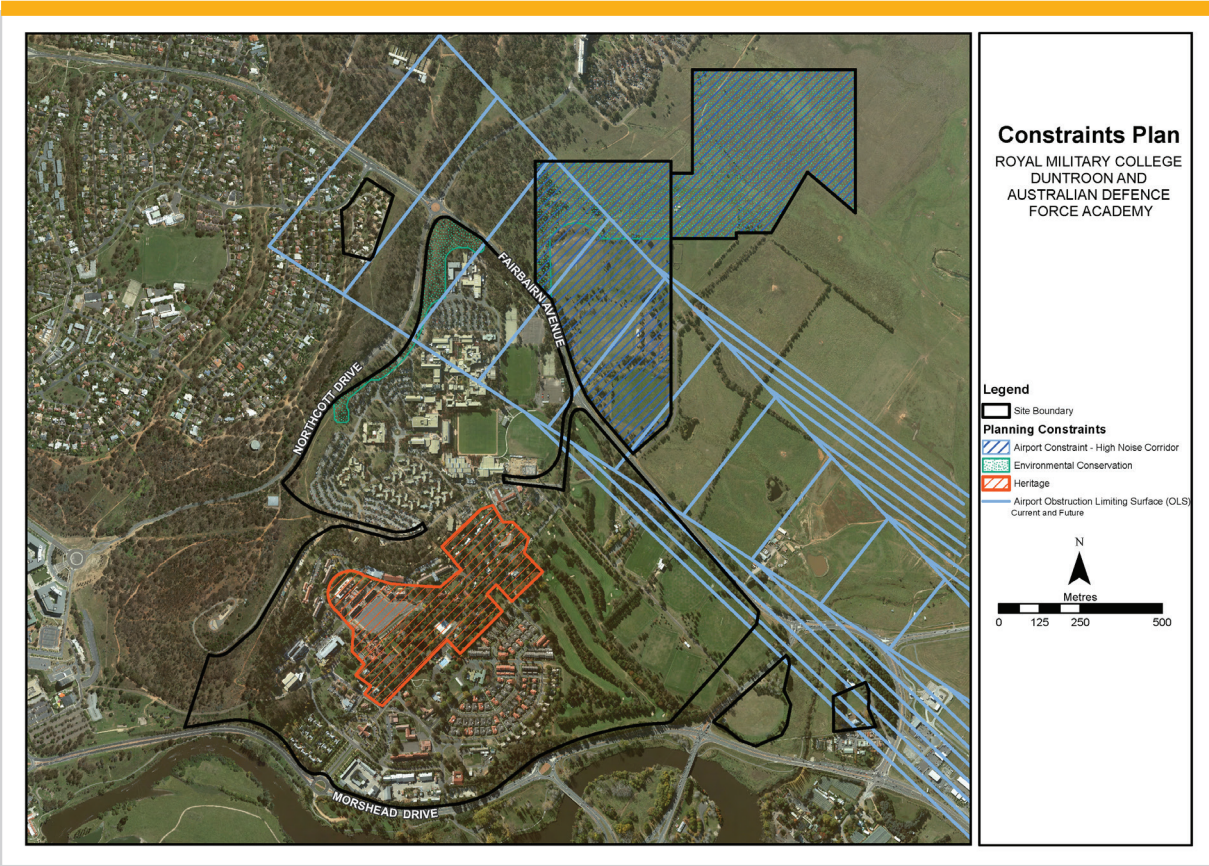 Constraints Plan
ROYAL MILITARY COLLEGE
DUNTROON AND
AUSTRALIAN DEFENCE
FORCE ACADEMY
FAIRBAIRN AVENUE
NORTHCOTT DRIVE
MORSHEAD DRIVE
Legend
Site Boundary
Planning Constraints
Airport Constraint - High Noise Corridor
Environmental Conservation
Heritage
Airport Obstruction Limiting Surface (OLS)
Current and Future
N
Metres
0 125 250 500